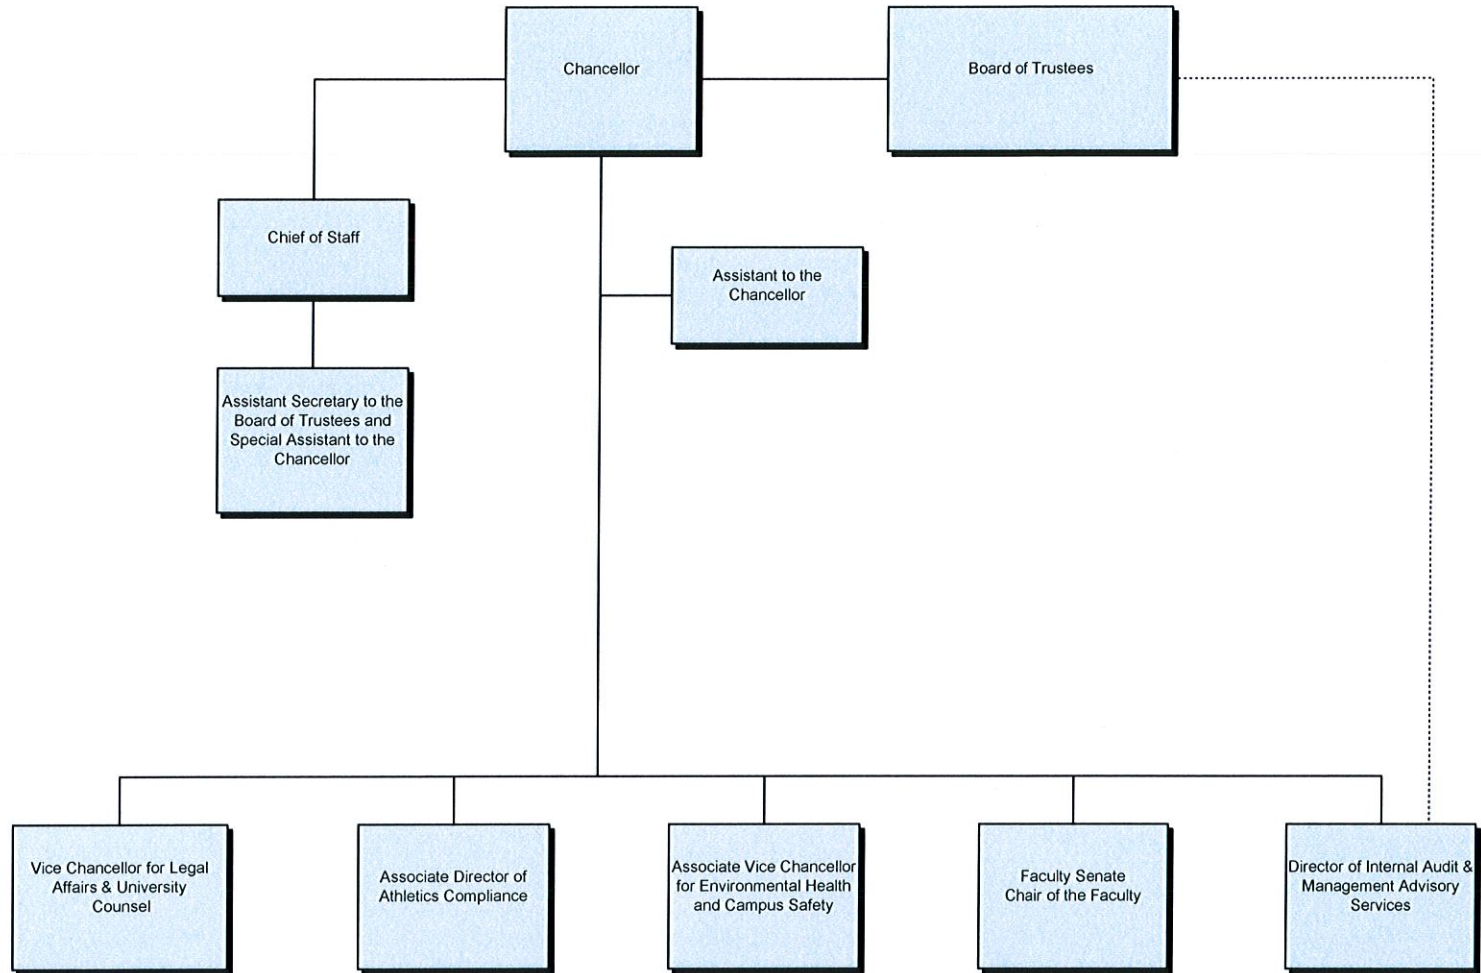 Chancellor
Board of Trustees
Chief of Staff
Assistant to the
Chancellor
Assistant Secretary to the
Board of Trustees and
Special Assistant to the
Chancellor
Vice Chancellor for Legal
Affairs & University
Counsel
Associate Director of
Athletics Compliance
Associate Vice Chancellor
for Environmental Health
and Campus Safety
Faculty Senate
Chair of the Faculty
Director of Internal Audit &
Management Advisory
Services